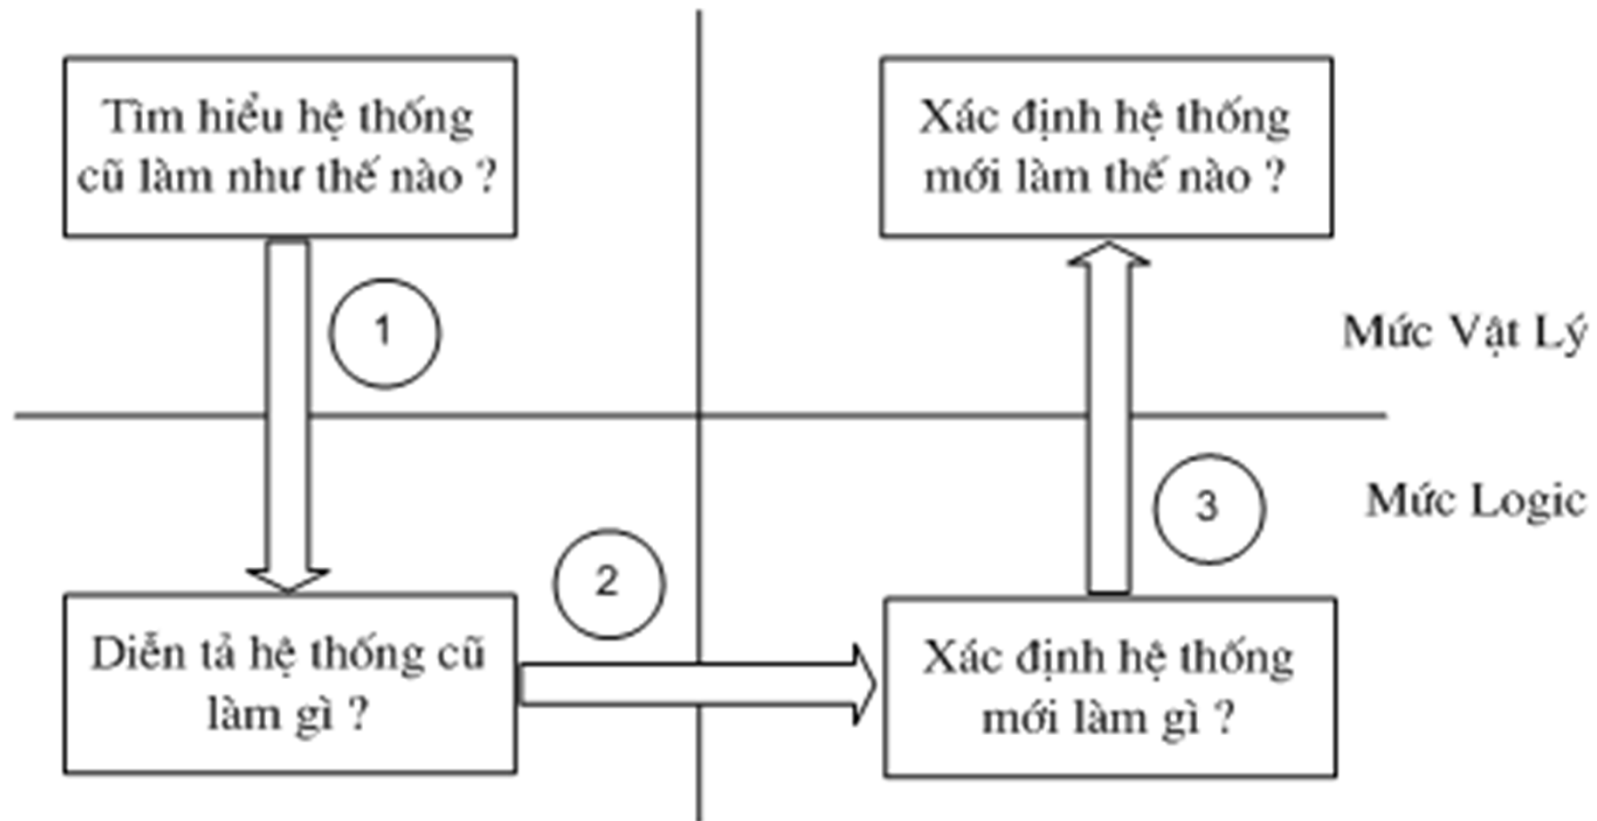 Tìm hiểu hệ thống
cũ làm như thế nào ?
Xác định hệ thống
mới làm thế nào ?
1
Mức Vật Lý
3
Mức Logic
2
Diễn tả hệ thống cũ
làm gì ?
Xác định hệ thống
mới làm gì ?